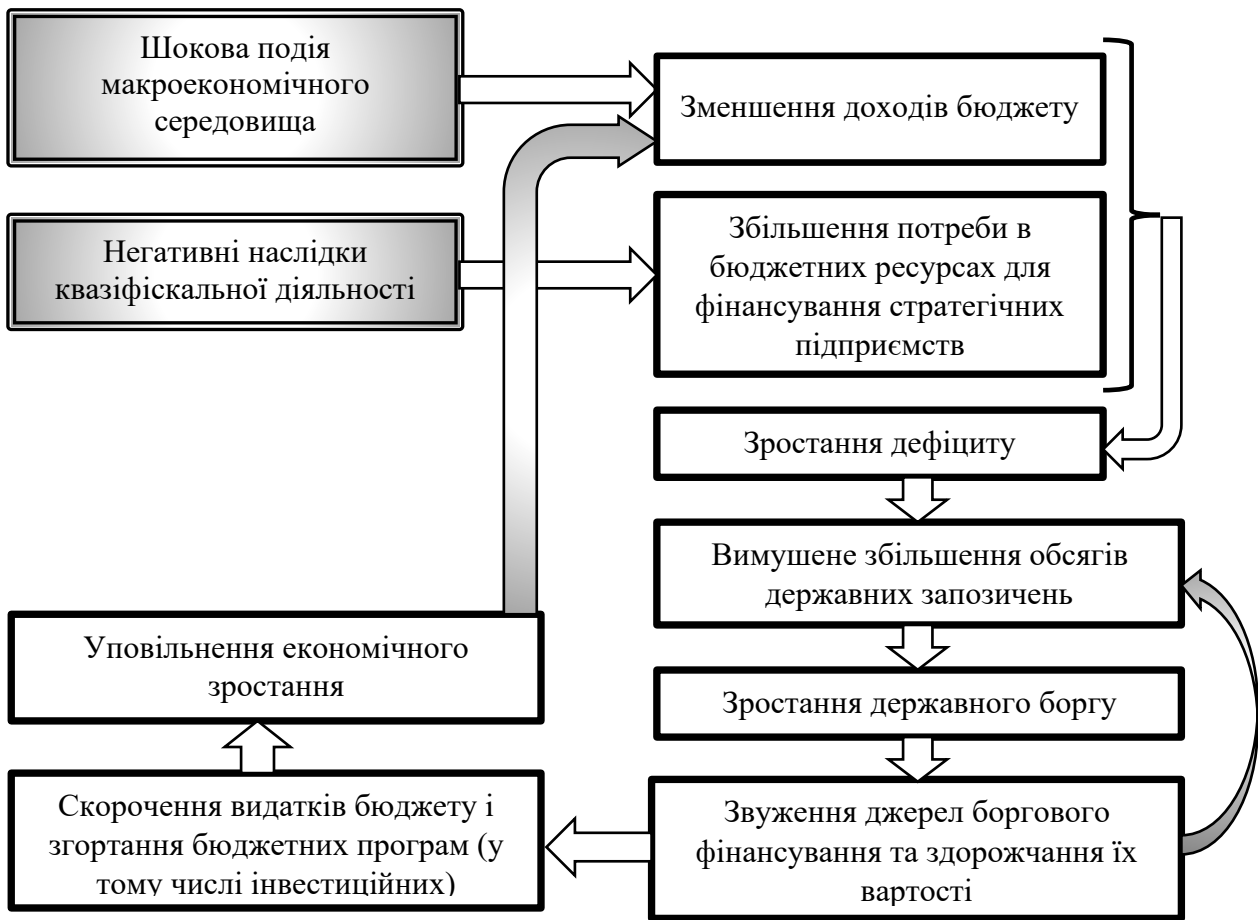 Шокова подія
макроекономічного
середовища
Зменшення доходів бюджету
Негативні наслідки
квазіфіскальної діяльності
Збільшення потреби в
бюджетних ресурсах для
фінансування стратегічних
підприємств
Зростання дефіциту
Вимушене збільшення обсягів
державних запозичень
Уповільнення економічного
зростання
Зростання державного боргу
Скорочення видатків бюджету і
згортання бюджетних програм (у
тому числі інвестиційних)
Звуження джерел боргового
фінансування та здорожчання їх
вартості